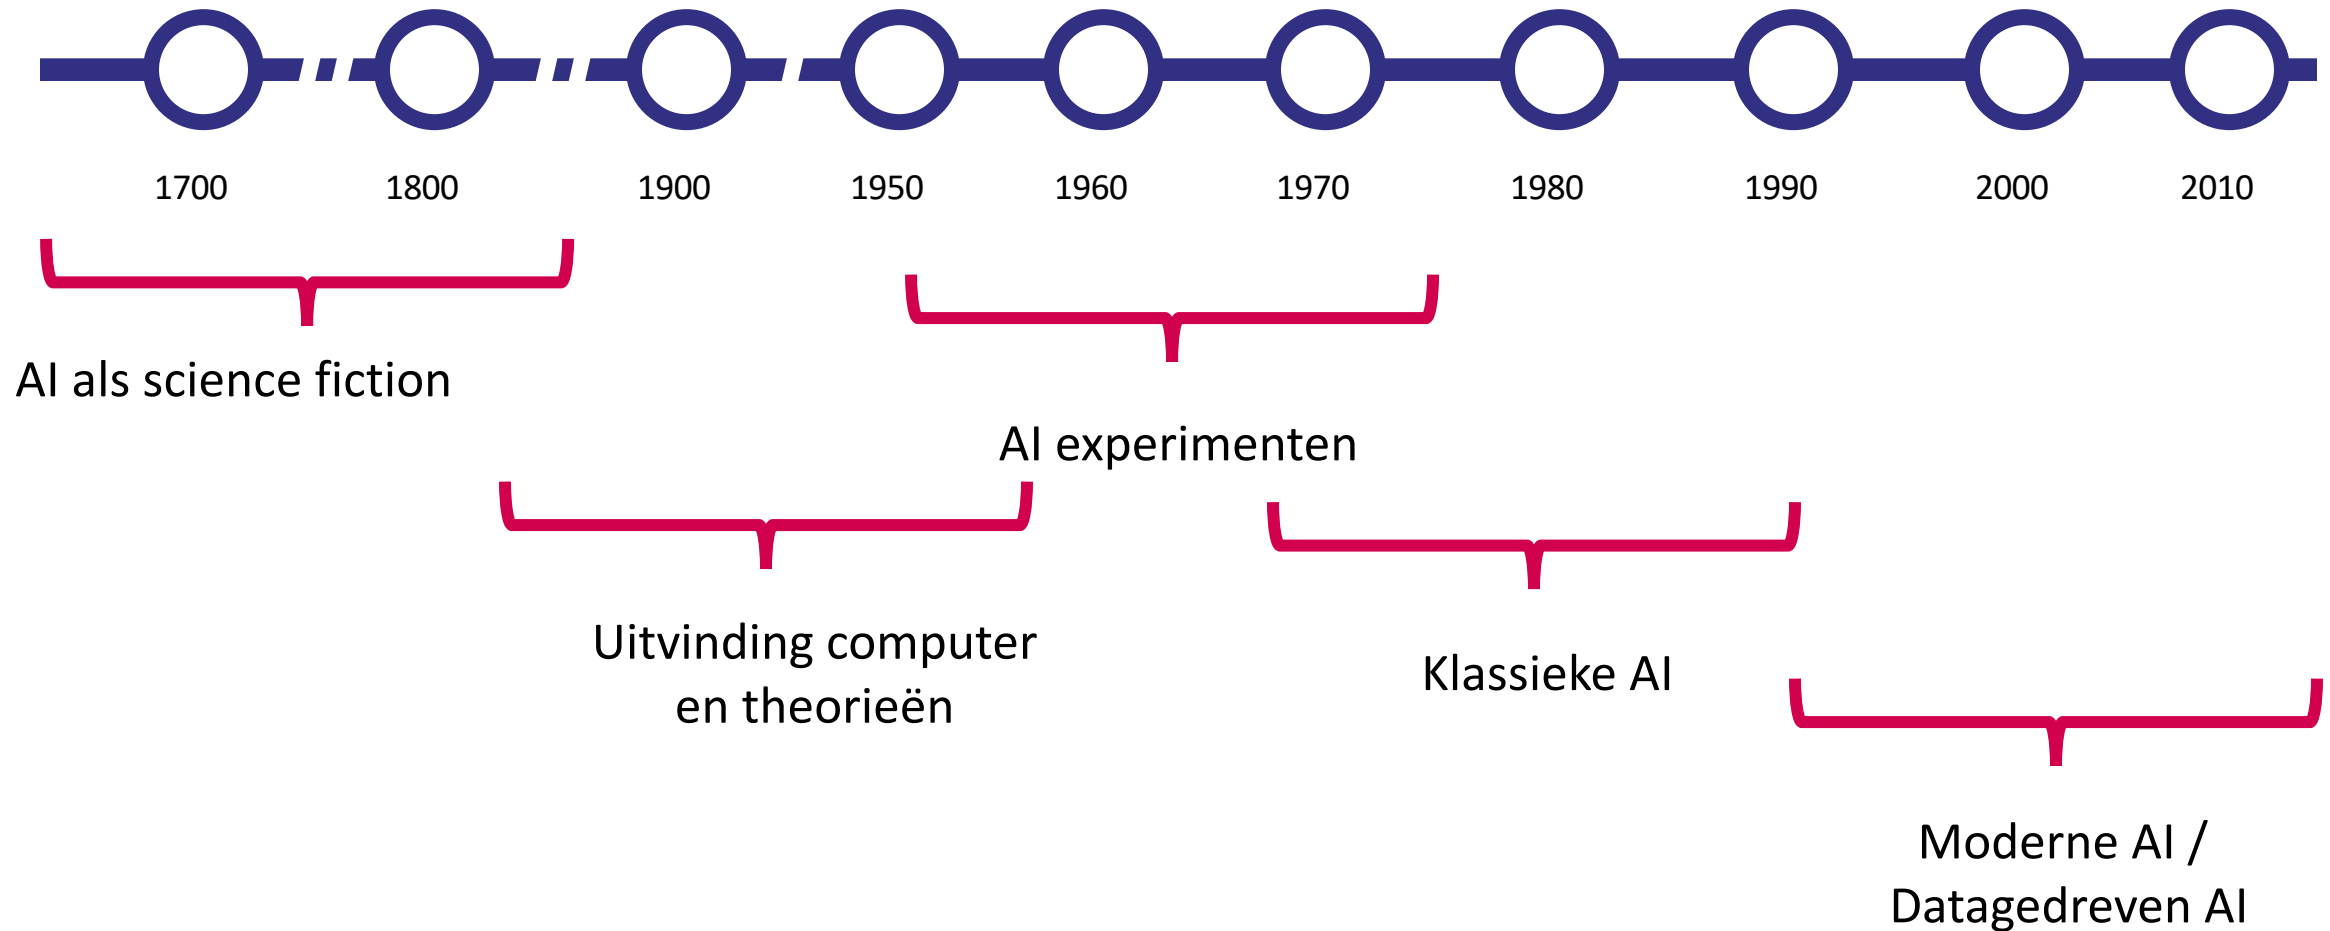 1700 1800 1900 1950 1960 1970 1980 1990 2000 2010
AI als science fiction
AI experimenten
Uitvinding computer
en theorieën
Klassieke AI
Moderne AI /
Datagedreven AI